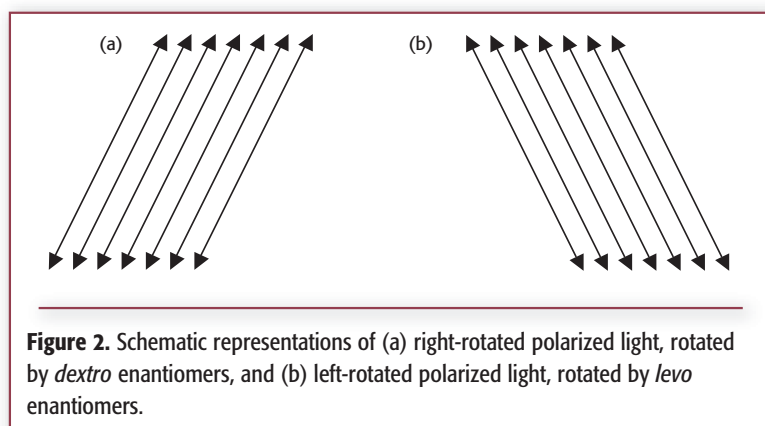 (a) (b)
Figure 2. Schematic representations of (a) right-rotated polarized light, rotated
by dextro enantiomers, and (b) left-rotated polarized light, rotated by levo
enantiomers.